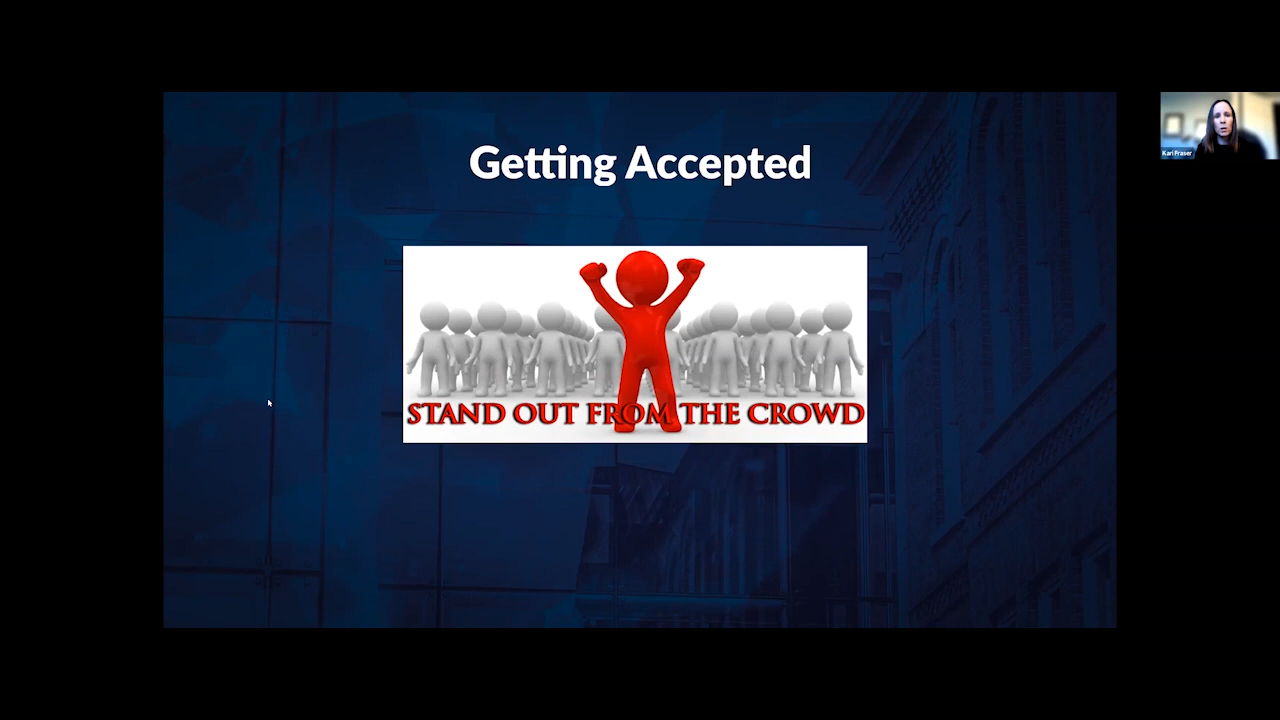 Getting Accepted
STAND OUT FROM THE CROWD
Kari Fraser